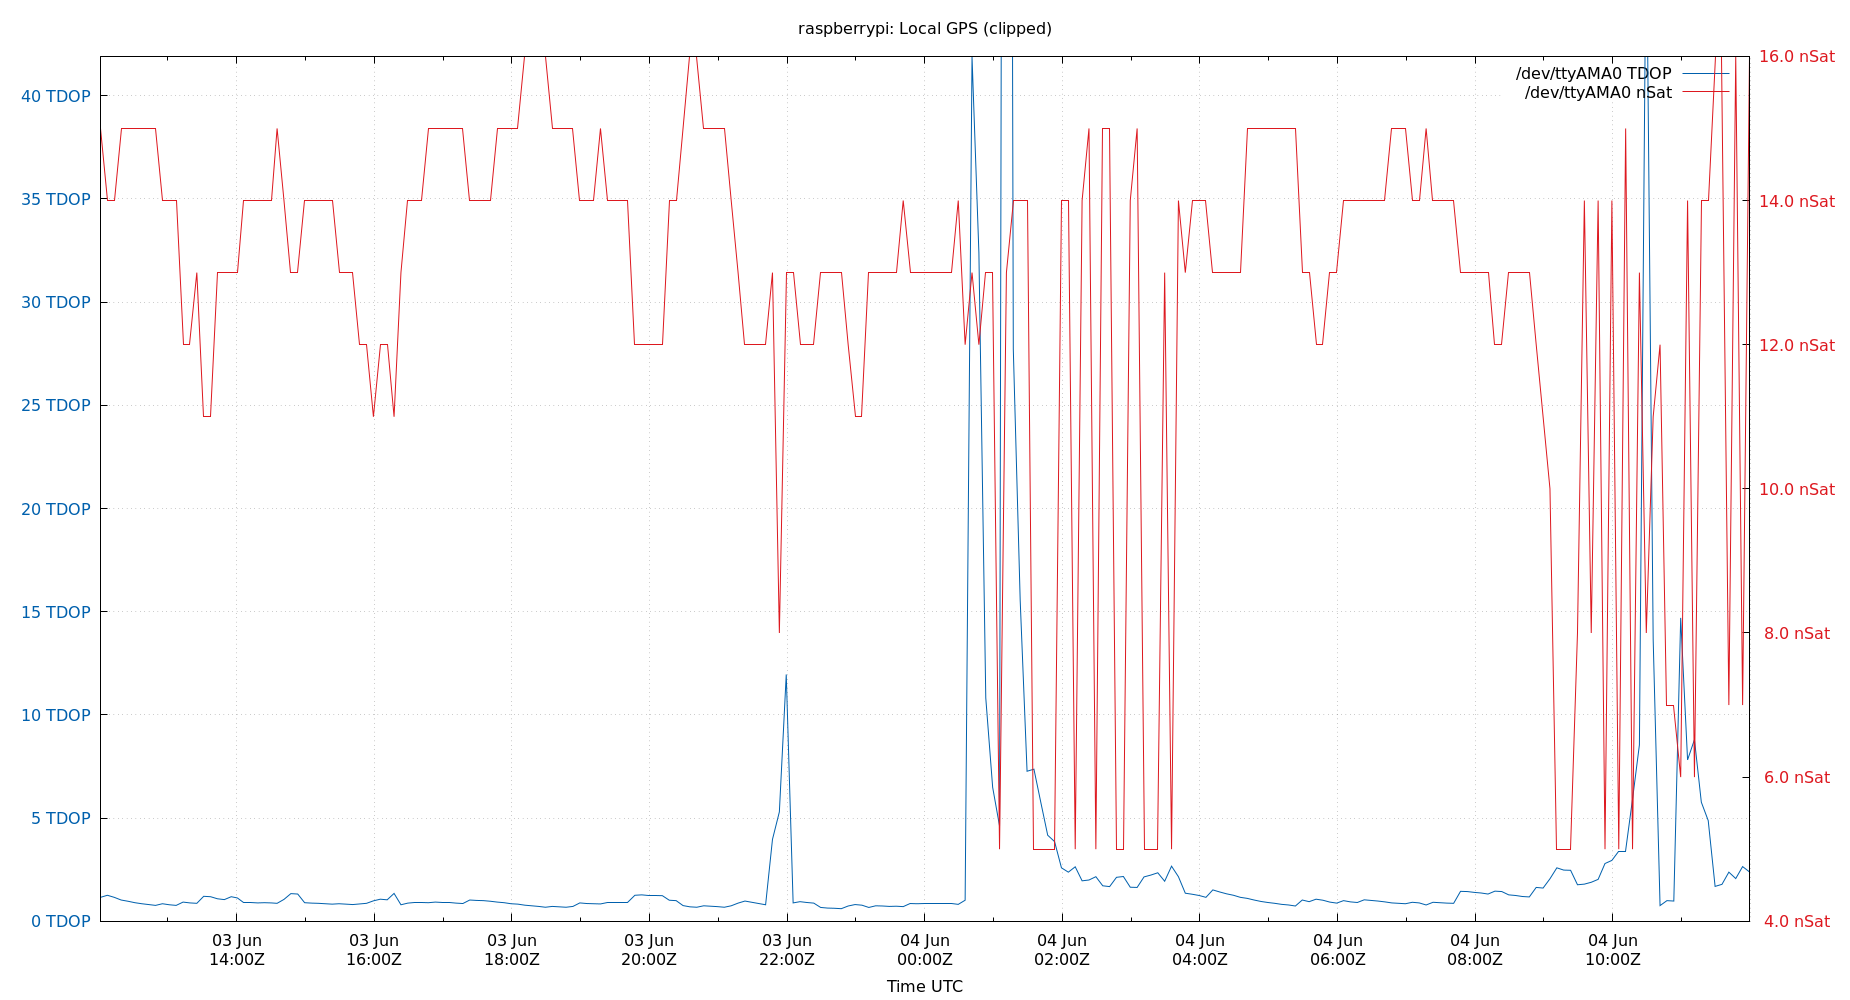 raspberrypi: Local GPS (clipped)
/dev/ttyAMA0 TDOP
/dev/ttyAMA0 nSat
40 TDOP
35 TDOP
30 TDOP
25 TDOP
20 TDOP
15 TDOP
10 TDOP
5 TDOP
0 TDOP
16.0 nSat
14.0 nSat
12.0 nSat
10.0 nSat
8.0 nSat
6.0 nSat
4.0 nSat
03 Jun
14:00Z
03 Jun
16:00Z
03 Jun
18:00Z
03 Jun
20:00Z
03 Jun
22:00Z
04 Jun
00:00Z
04 Jun
02:00Z
04 Jun
04:00Z
04 Jun
06:00Z
04 Jun
08:00Z
04 Jun
10:00Z
Time UTC